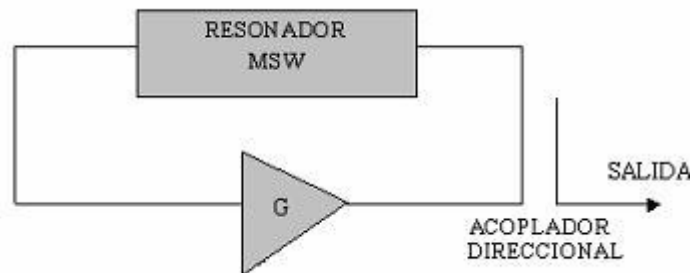 RESONADOR
MSW
G
SALIDA
ACOPLADOR
DIRECCIONAL